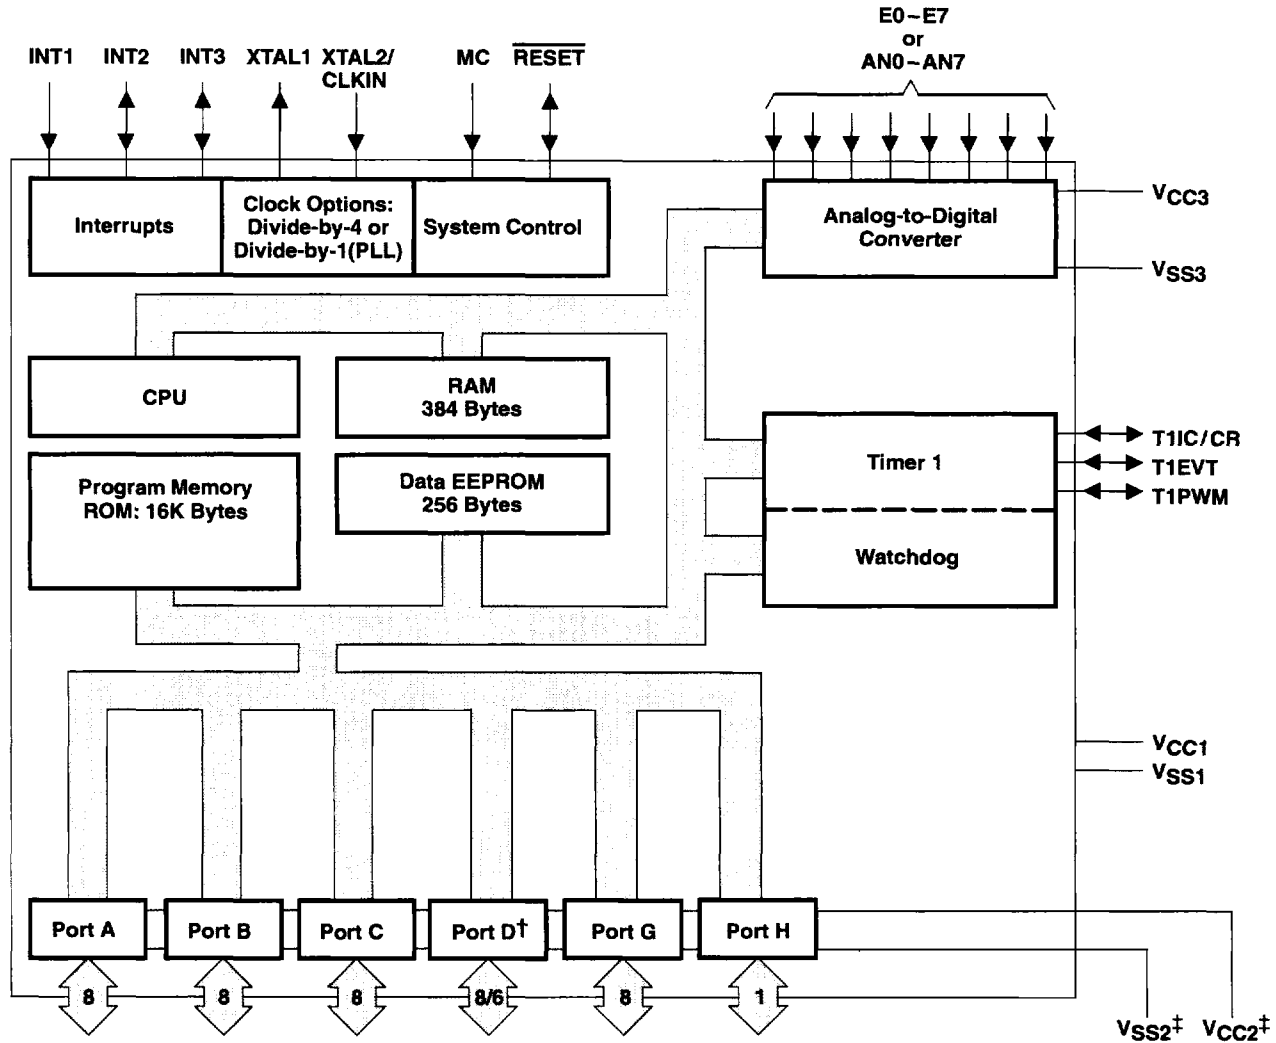 E0–E7
or
AN0–AN7
INT1 INT2 INT3 XTAL1 XTAL2/
CLKIN MC RESET
Interrupts
Clock Options:
Divide-by-4 or
Divide-by-1(PLL)
System Control
Analog-to-Digital
Converter
VCC3
VSS3
CPU
RAM
384 Bytes
Program Memory
ROM: 16K Bytes
Data EEPROM
256 Bytes
Timer 1
Watchdog
T1IC/CR
T1EVT
T1PWM
VCC1
VSS1
Port A Port B Port C Port D† Port G Port H
8 8 8 8/6 8 1
VSS2‡ VCC2‡